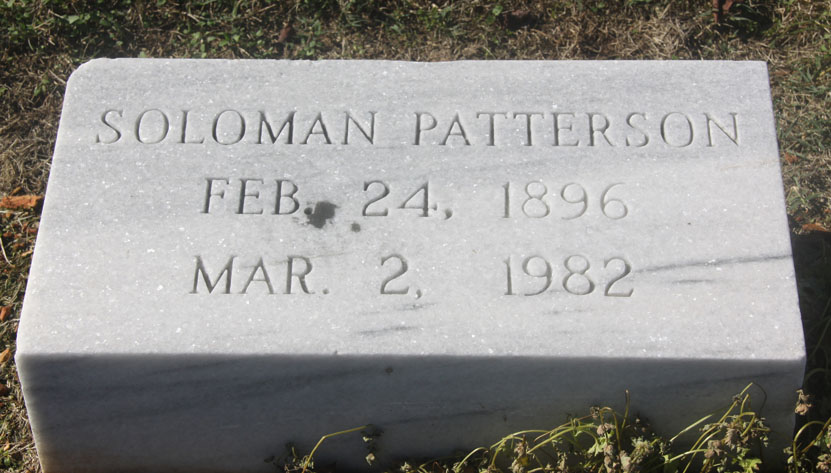 SOLOMAN PATTERSON
FEB. 24, 1896
MAR. 2, 1982